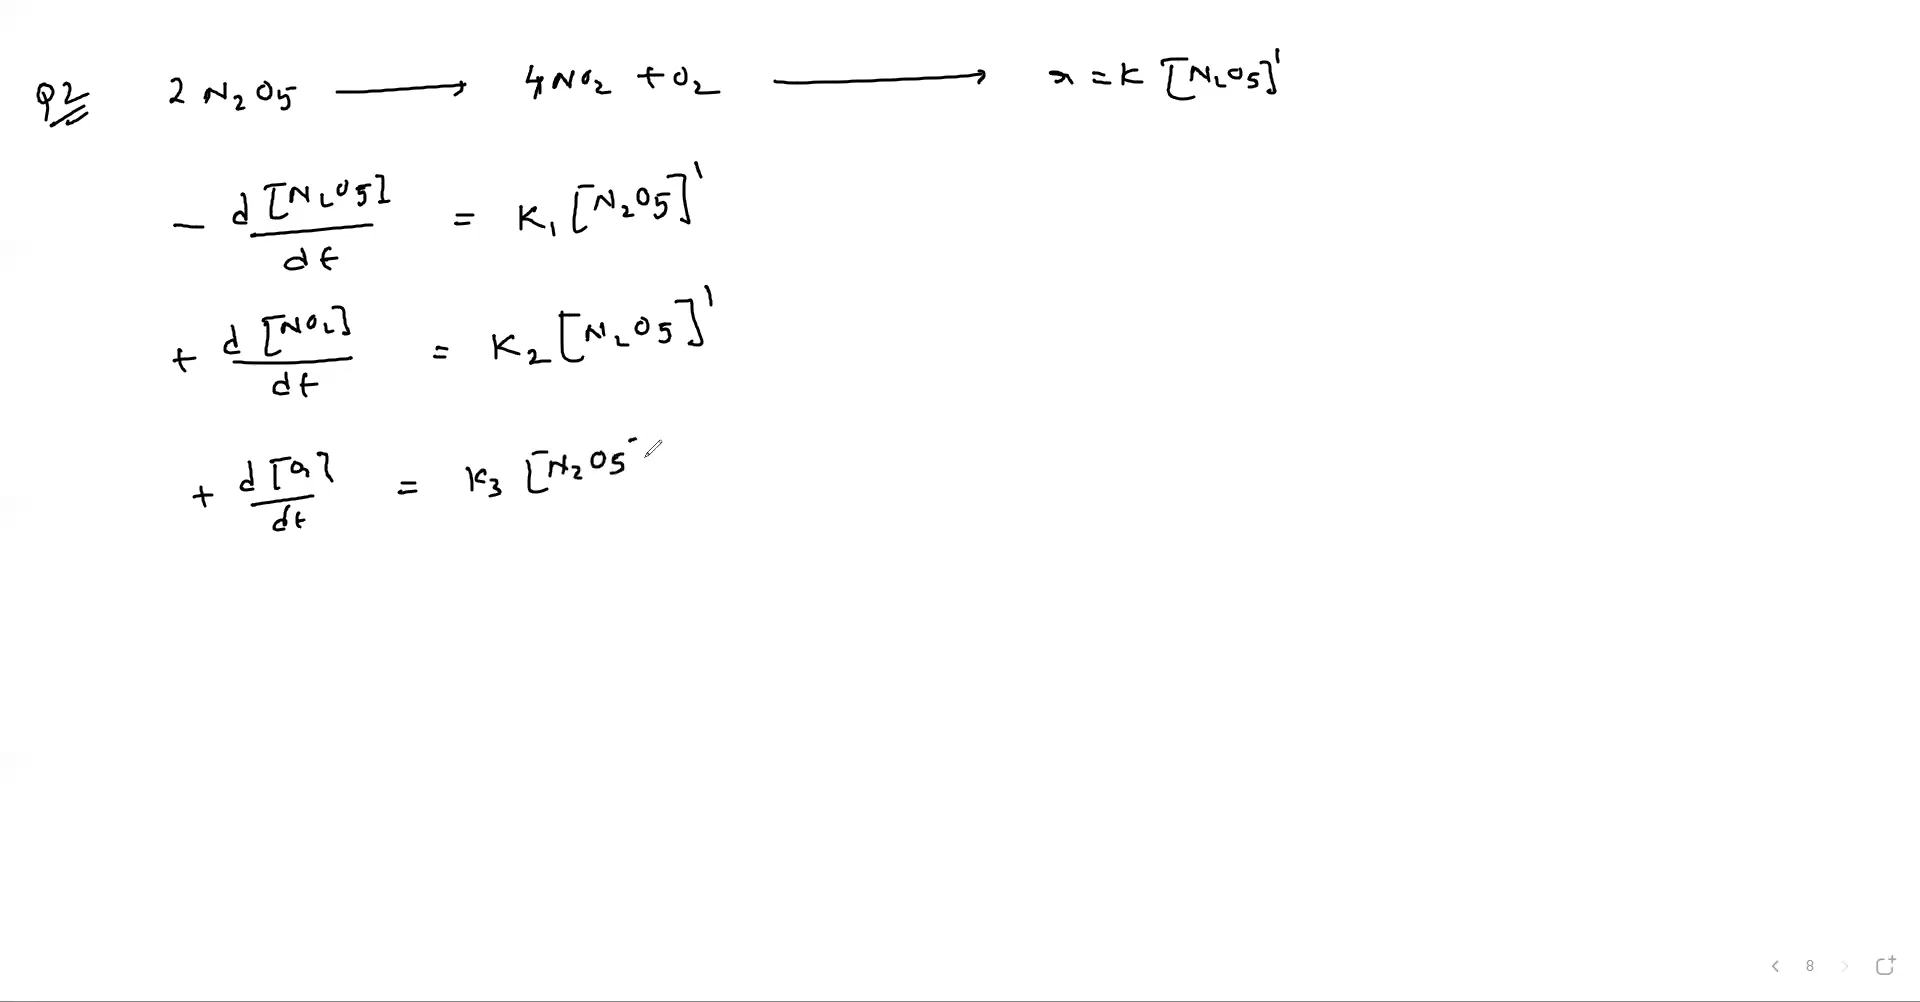 Q2 2 N₂O₅ ⟶ 4NO₂ + O₂ ⟶ r = K [N₂O₅]¹
− d[N₂O₅]/dt = K₁ [N₂O₅]¹
+ d[NO₂]/dt = K₂ [N₂O₅]¹
+ d[O₂]/dt = K₃ [N₂O₅
8